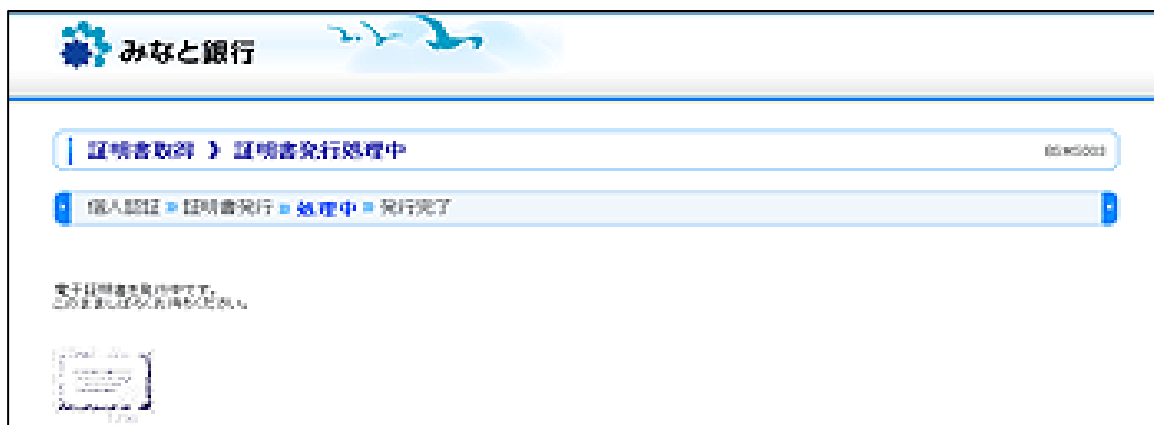 みなと銀行
証明書取得 》 証明書発行処理中
個人認証 » 証明書発行 » 処理中 » 発行完了
電子証明書を発行中です。
このまましばらくお待ちください。